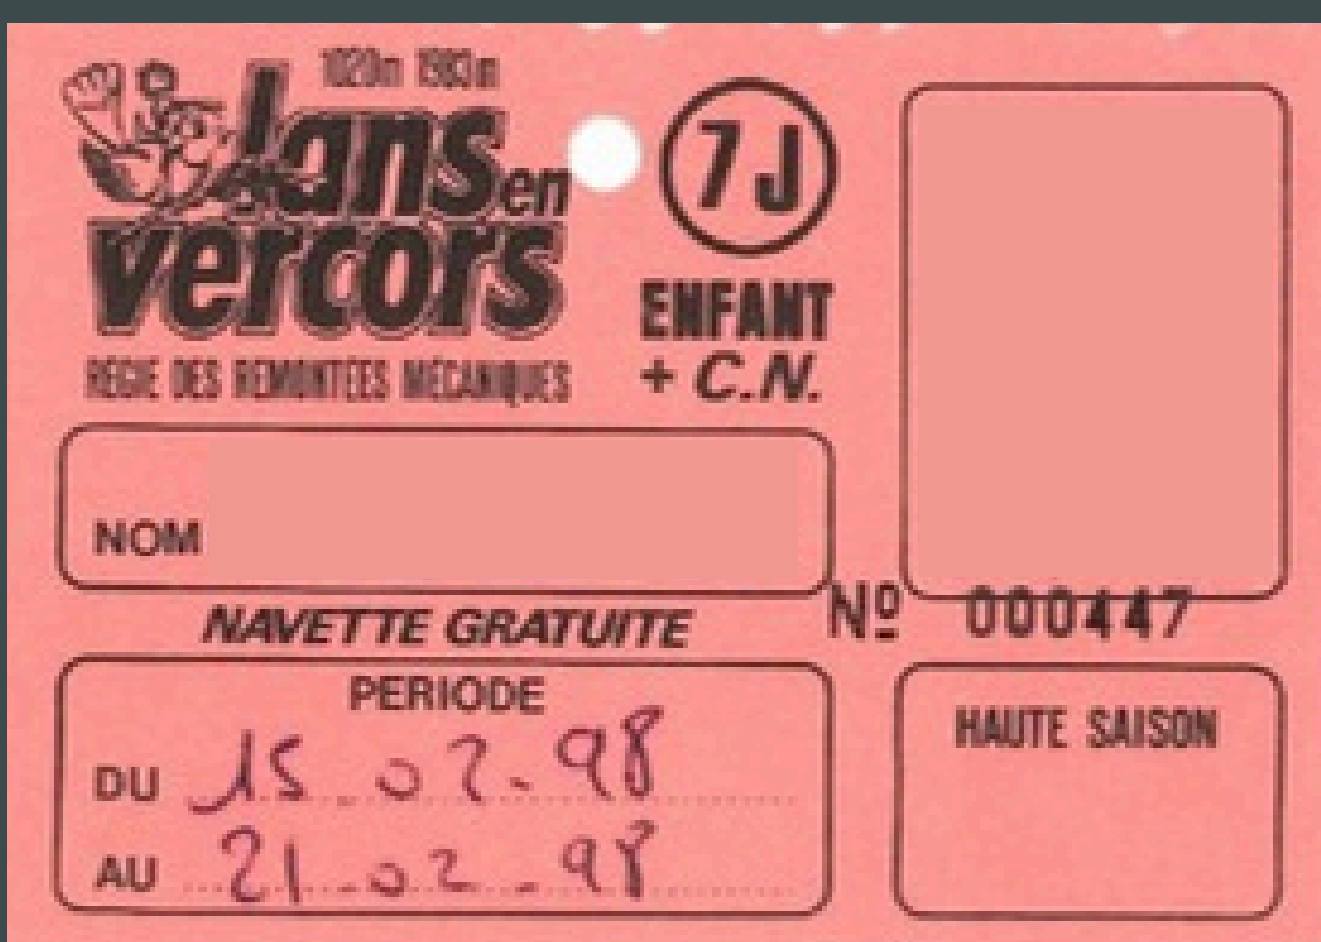 1020m 1983m
lans en
vercors
RÉGIE DES REMONTÉES MÉCANIQUES
7J
ENFANT
+ C.N.
NOM
NAVETTE GRATUITE
Nº 000447
PERIODE
DU 15-02-98
AU 21-02-98
HAUTE SAISON